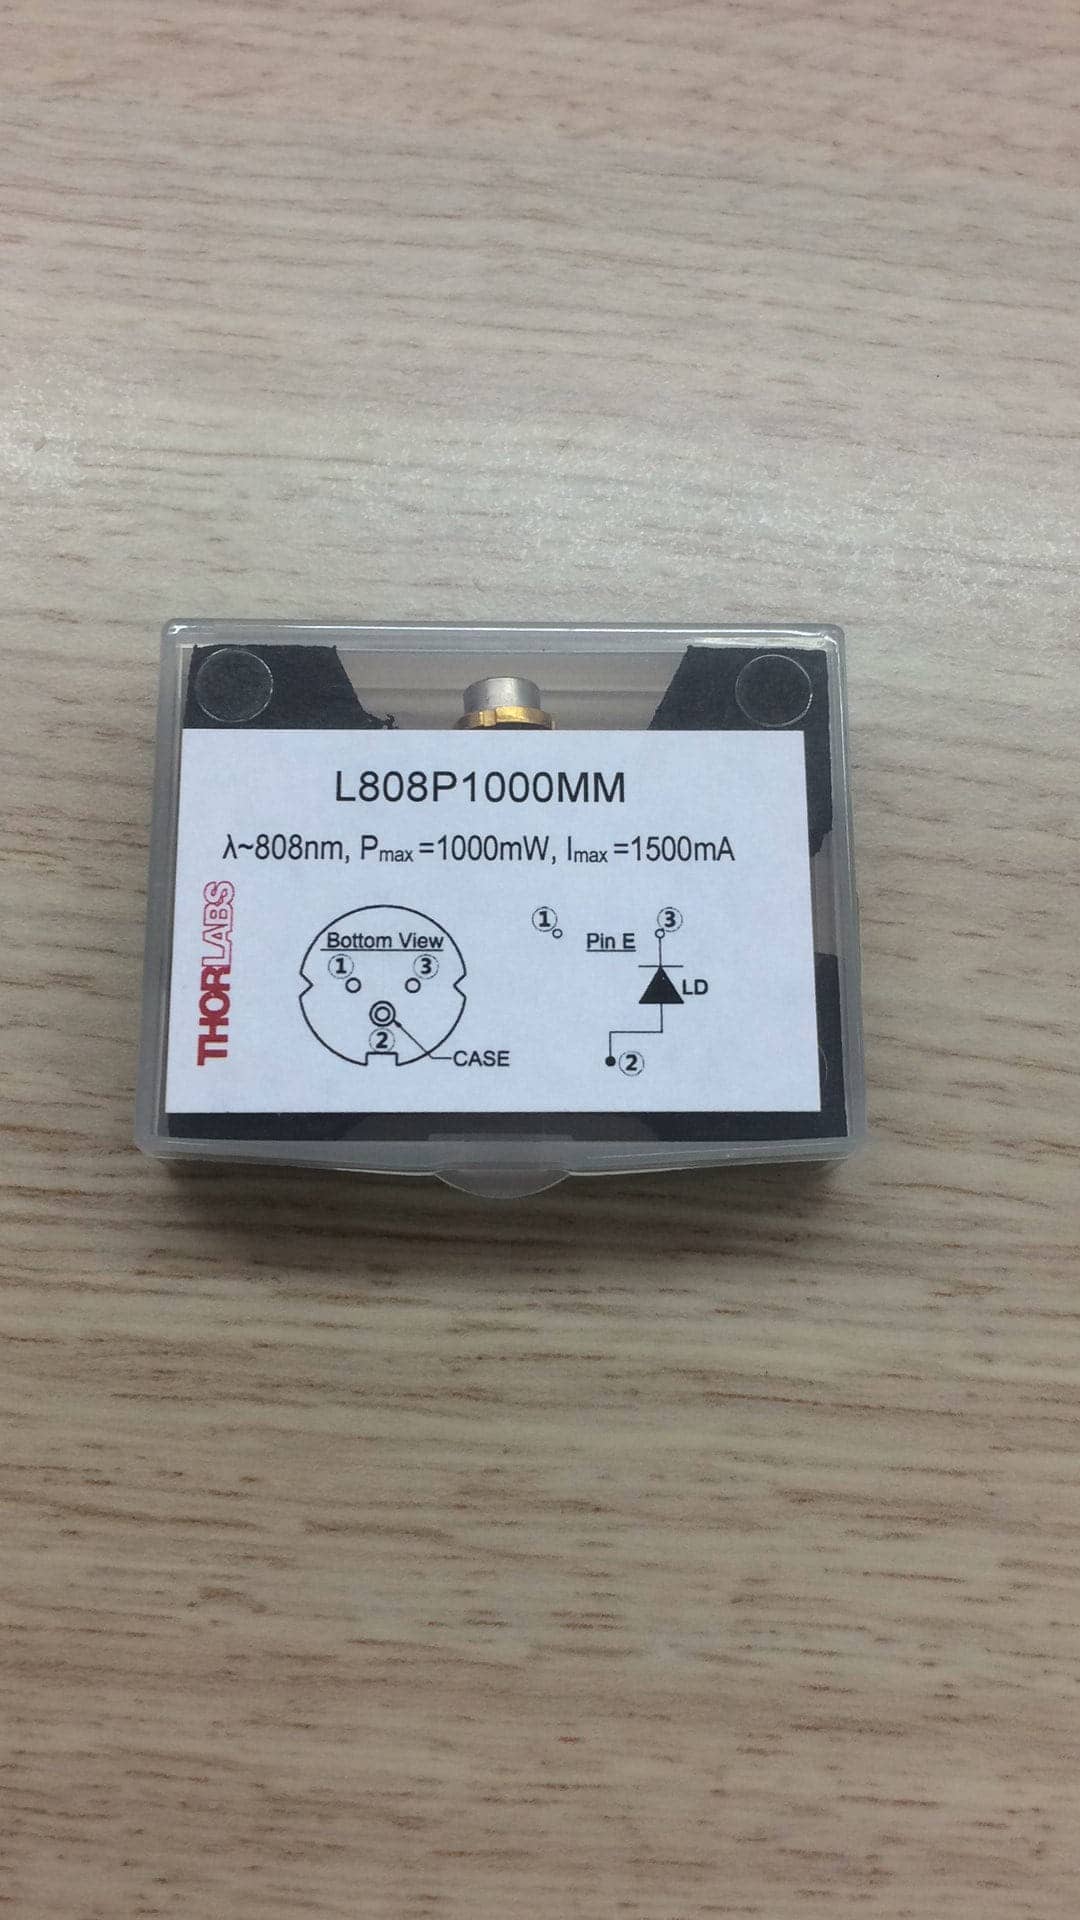 L808P1000MM
λ~808nm, Pmax=1000mW, Imax=1500mA
THORLABS
Bottom View
① ③
②
CASE
① Pin E ③
LD
②